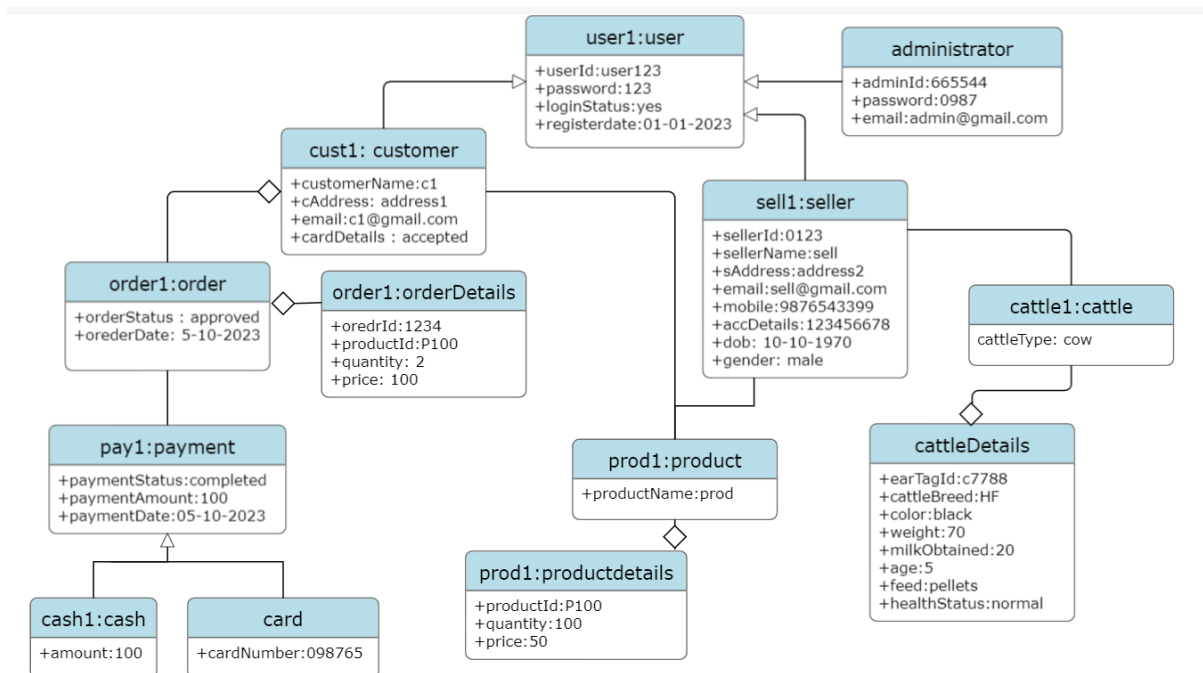 user1:user
+userId:user123
+password:123
+loginStatus:yes
+registerdate:01-01-2023
administrator
+adminId:665544
+password:0987
+email:admin@gmail.com
cust1: customer
+customerName:c1
+cAddress: address1
+email:c1@gmail.com
+cardDetails : accepted
sell1:seller
+sellerId:0123
+sellerName:sell
+sAddress:address2
+email:sell@gmail.com
+mobile:9876543399
+accDetails:123456678
+dob: 10-10-1970
+gender: male
order1:order
+orderStatus : approved
+orederDate: 5-10-2023
order1:orderDetails
+oredrId:1234
+productId:P100
+quantity: 2
+price: 100
cattle1:cattle
cattleType: cow
pay1:payment
+paymentStatus:completed
+paymentAmount:100
+paymentDate:05-10-2023
prod1:product
+productName:prod
cattleDetails
+earTagId:c7788
+cattleBreed:HF
+color:black
+weight:70
+milkObtained:20
+age:5
+feed:pellets
+healthStatus:normal
prod1:productdetails
+productId:P100
+quantity:100
+price:50
cash1:cash
+amount:100
card
+cardNumber:098765